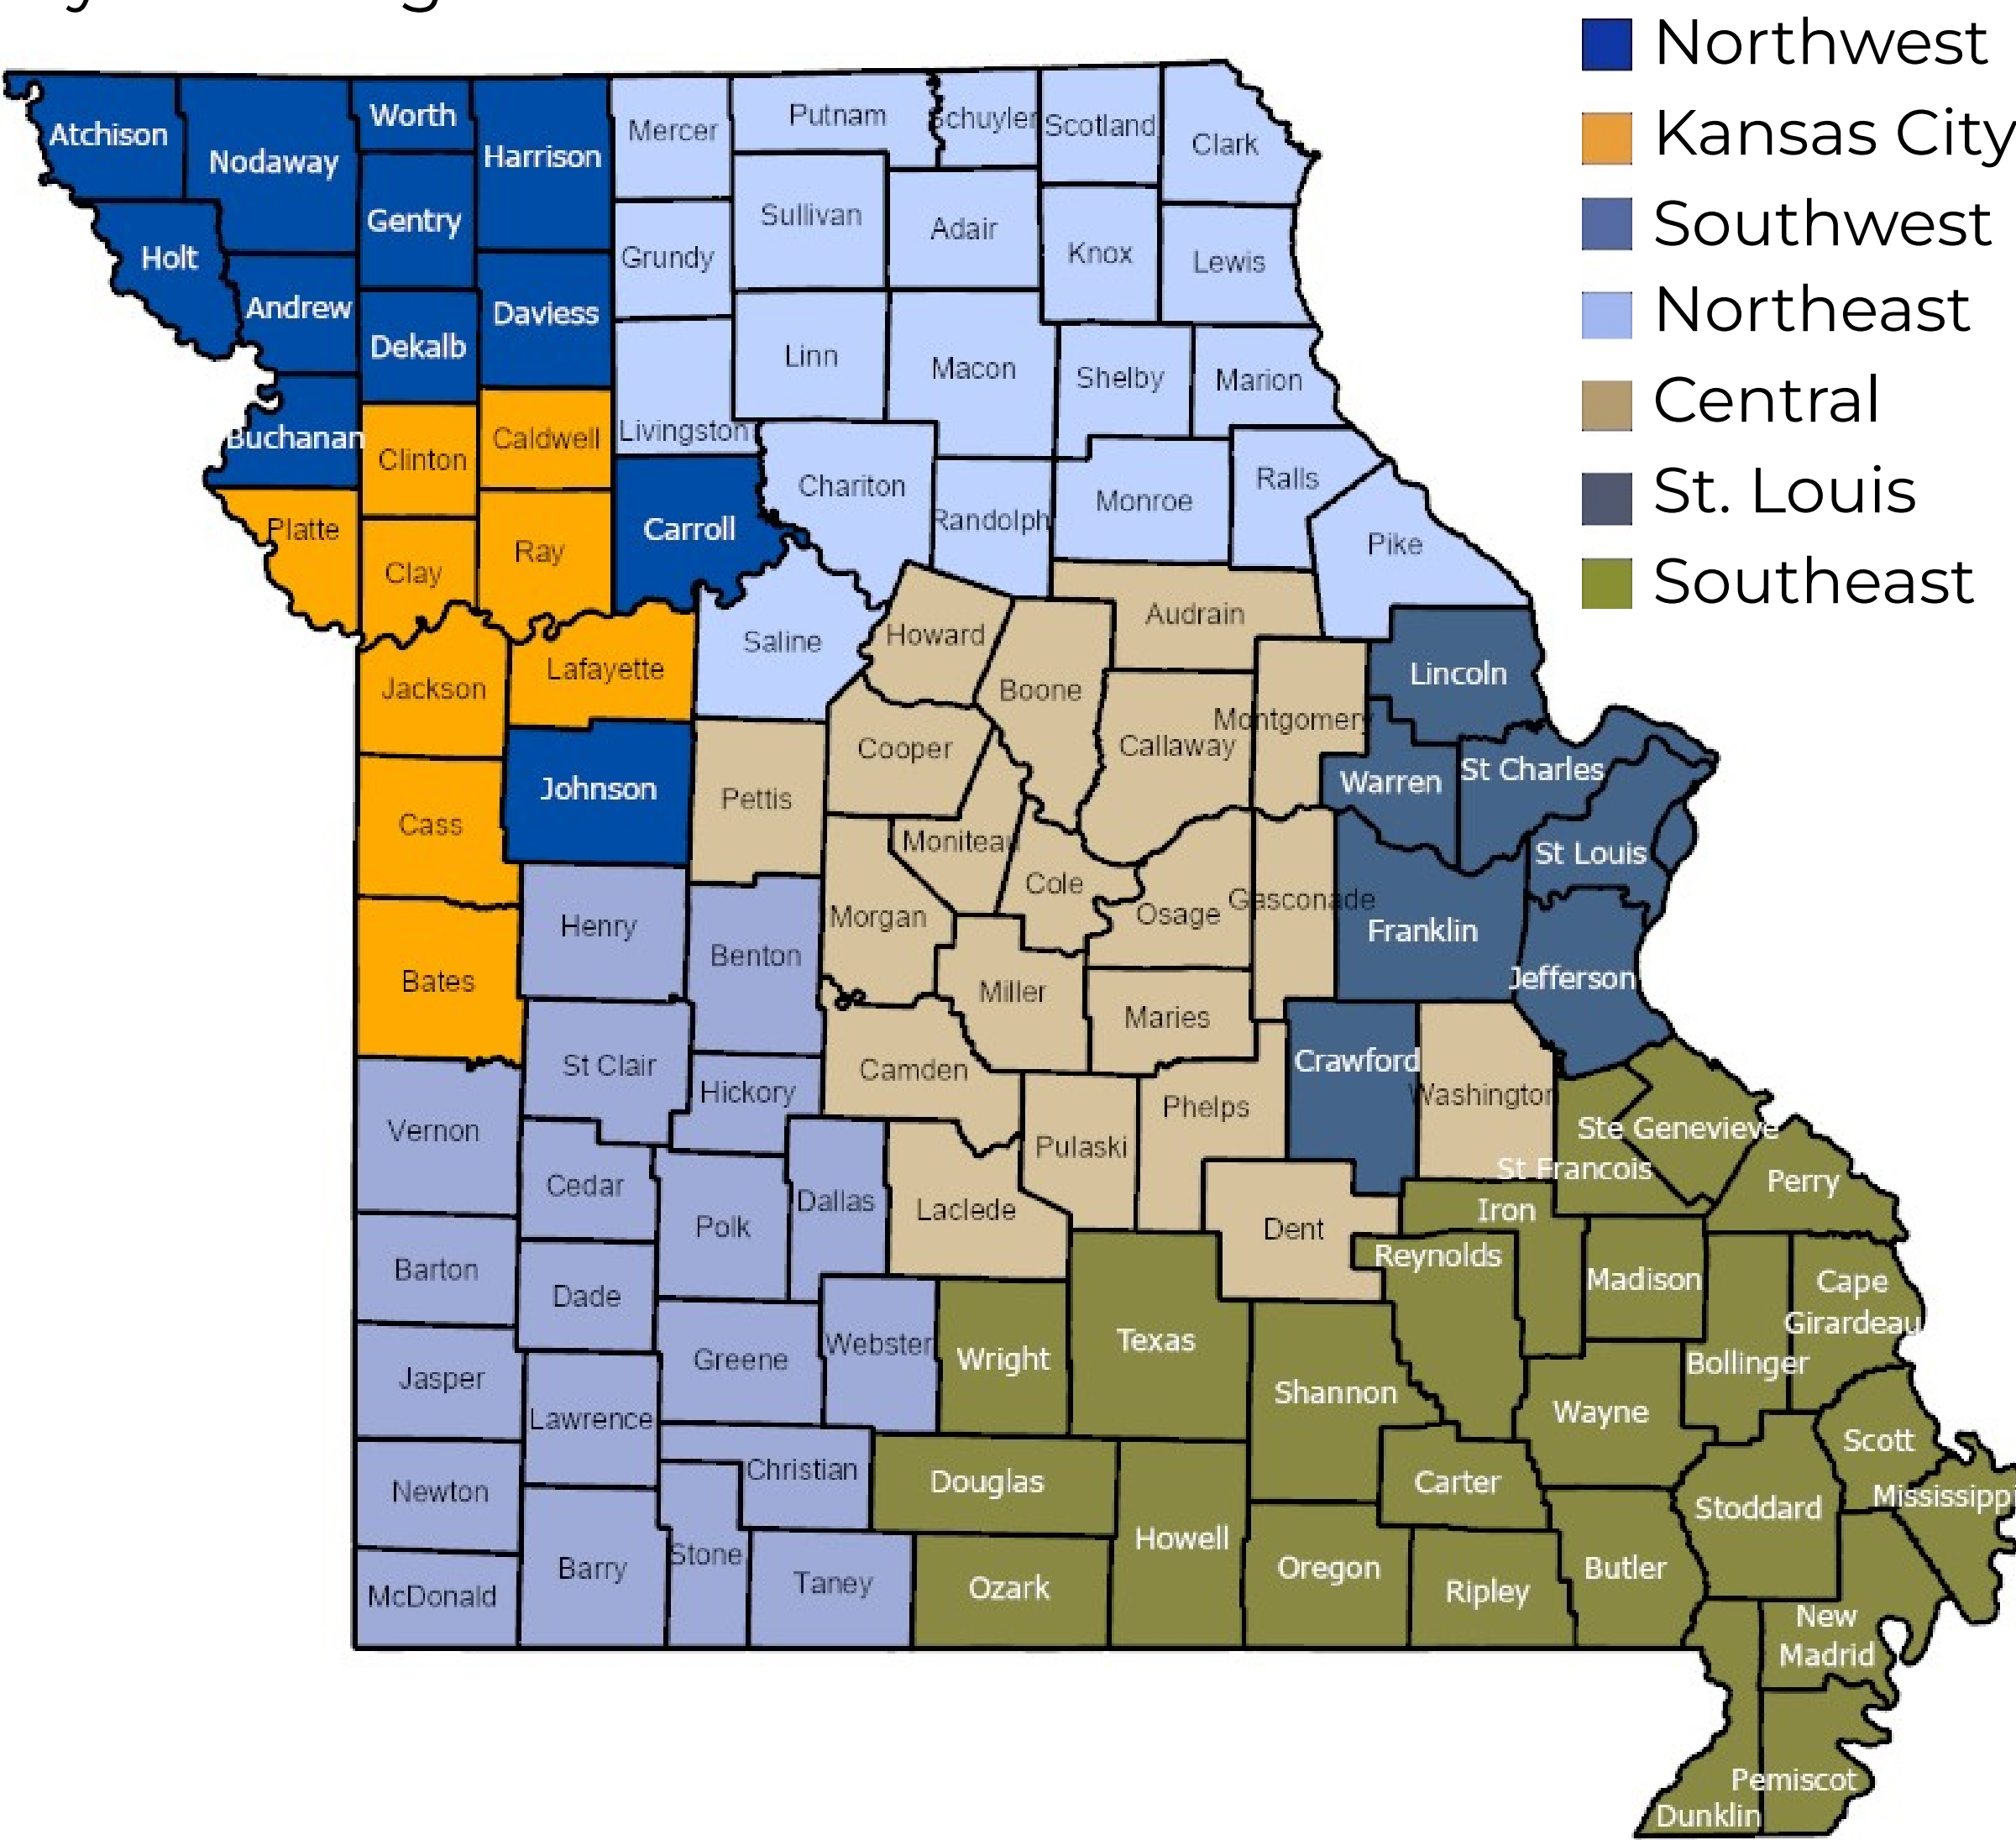 Northwest
Kansas City
Southwest
Northeast
Central
St. Louis
Southeast
Atchison
Nodaway
Worth
Harrison
Mercer
Putnam
Schuyler
Scotland
Clark
Holt
Gentry
Grundy
Sullivan
Adair
Knox
Lewis
Andrew
Dekalb
Daviess
Linn
Macon
Shelby
Marion
Buchanan
Clinton
Caldwell
Livingston
Chariton
Randolph
Monroe
Ralls
Pike
Platte
Clay
Ray
Carroll
Saline
Howard
Audrain
Jackson
Lafayette
Boone
Lincoln
Cooper
Callaway
Montgomery
Warren
St Charles
Cass
Johnson
Pettis
Moniteau
Cole
St Louis
Henry
Benton
Morgan
Osage
Gasconade
Franklin
Jefferson
Bates
Miller
Maries
St Clair
Hickory
Camden
Crawford
Washington
Vernon
Pulaski
Phelps
Ste Genevieve
St Francois
Perry
Cedar
Polk
Dallas
Laclede
Dent
Iron
Reynolds
Madison
Cape
Girardeau
Barton
Dade
Webster
Wright
Texas
Bollinger
Jasper
Greene
Shannon
Wayne
Lawrence
Scott
Newton
Christian
Douglas
Carter
Stoddard
Mississippi
McDonald
Barry
Stone
Taney
Ozark
Howell
Oregon
Ripley
Butler
New
Madrid
Pemiscot
Dunklin